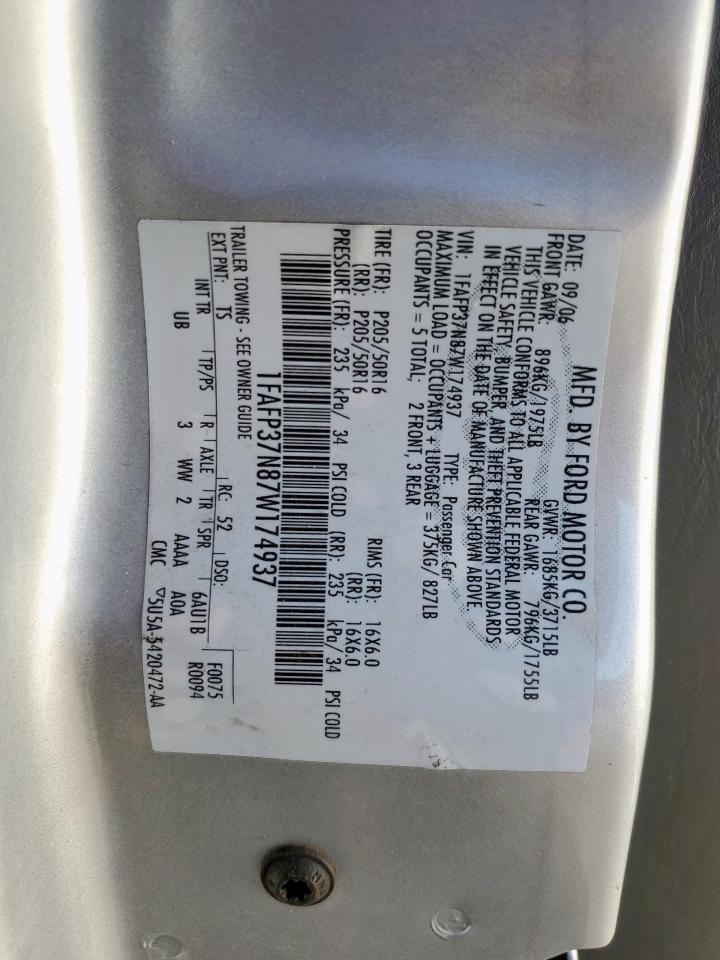 MFD. BY FORD MOTOR CO.
DATE: 09/06 GVWR: 1685KG/3715LB
FRONT GAWR: 896KG/1975LB REAR GAWR: 796KG/1755LB
THIS VEHICLE CONFORMS TO ALL APPLICABLE FEDERAL MOTOR
VEHICLE SAFETY, BUMPER, AND THEFT PREVENTION STANDARDS
IN EFFECT ON THE DATE OF MANUFACTURE SHOWN ABOVE.
VIN: 1FAFP37N87W174937 TYPE: Passenger Car
MAXIMUM LOAD = OCCUPANTS + LUGGAGE = 375KG/827LB
OCCUPANTS = 5 TOTAL; 2 FRONT, 3 REAR
TIRE (FR): P205/50R16 RIMS (FR): 16X6.0
(RR): P205/50R16 (RR): 16X6.0
PRESSURE (FR): 235 kPa/ 34 PSI COLD (RR): 235 kPa/ 34 PSI COLD
1FAFP37N87W174937
TRAILER TOWING - SEE OWNER GUIDE
EXT PNT: TS RC: 52 DSO: F0075
INT TR TP/PS R AXLE TR SPR 6AU1B R0094
UB 3 WW 2 AAAA A0A
CMC ▽5U5A-5420472-AA